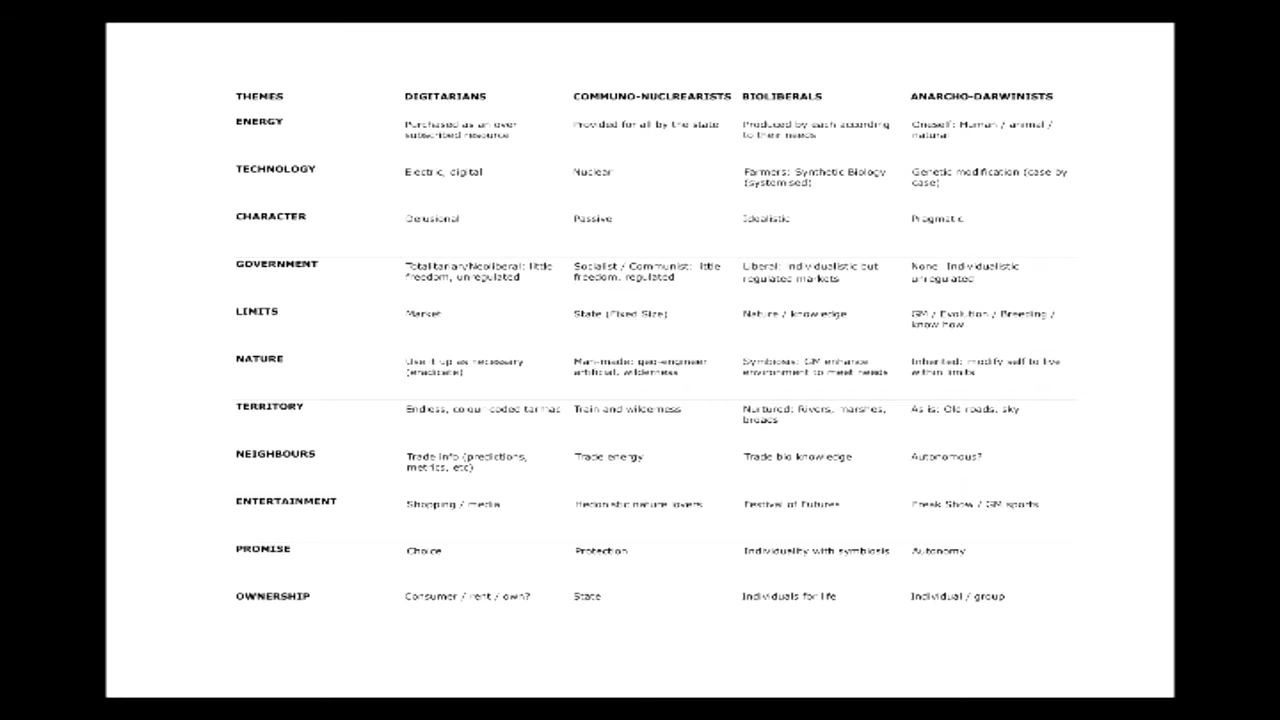 THEMES DIGITARIANS COMMUNO-NUCLREARISTS BIOLIBERALS ANARCHO-DARWINISTS
ENERGY Purchased as an over Provided for all by the state Produced by each according Oneself: Human / animal /
subscribed resource to their needs natural
TECHNOLOGY Electric, digital Nuclear Farmers: Synthetic Biology Genetic modification (case by
(systemised) case)
CHARACTER Delusional Passive Idealistic Pragmatic
GOVERNMENT Totalitarian/Neoliberal: little Socialist / Communist: little Liberal: individualistic but None: Individualistic
freedom, unregulated freedom, regulated regulated markets unregulated
LIMITS Market State (Fixed Size) Nature / knowledge GM / Evolution / Breeding /
know how
NATURE Use it up as necessary Man-made: geo-engineer Symbiosis: GM enhance Inherited: modify self to live
(eradicate) artificial, wilderness environment to meet needs within limits
TERRITORY Endless, colour-coded tarmac Train and wilderness Nurtured: Rivers, marshes, As is: Old roads, sky
broads
NEIGHBOURS Trade info (predictions, Trade energy Trade bio knowledge Autonomous?
metrics, etc)
ENTERTAINMENT Shopping / media Hedonistic nature lovers Festival of Futures Freak Show / GM sports
PROMISE Choice Protection Individuality with symbiosis Autonomy
OWNERSHIP Consumer / rent / own? State Individuals for life Individual / group